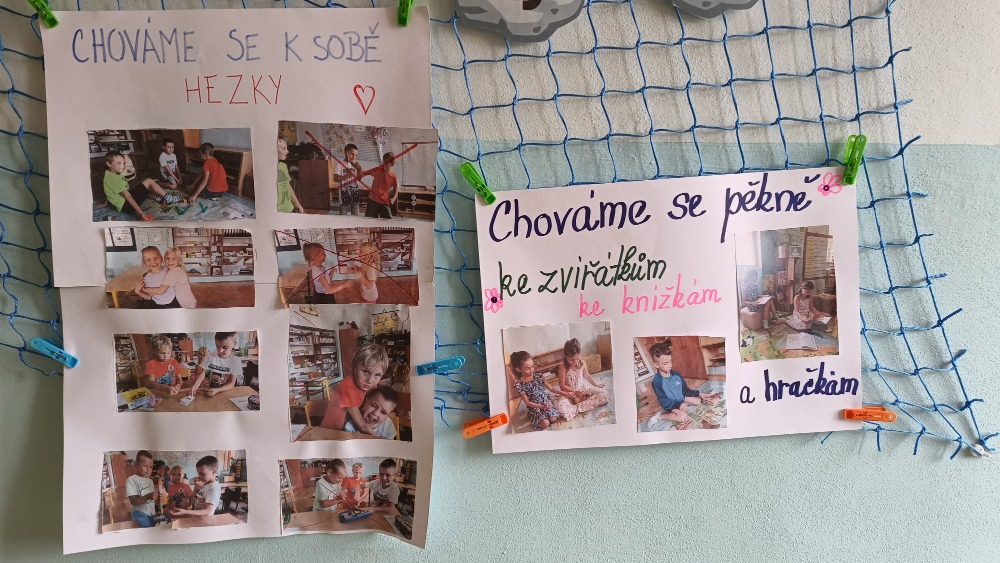 CHOVÁME SE K SOBĚ
HEZKY
Chováme se pěkně
ke zvířátkům
ke knížkám
a hračkám